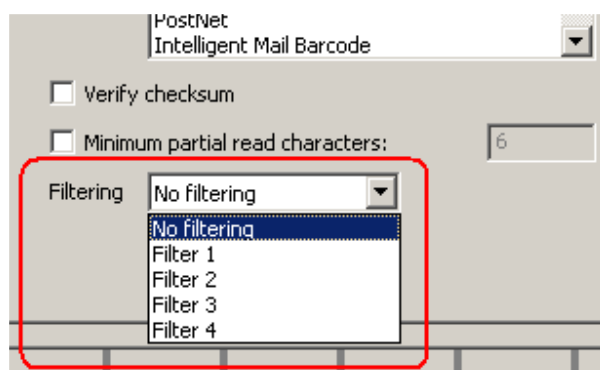 PostNet
Intelligent Mail Barcode
Verify checksum
Minimum partial read characters: 6
Filtering No filtering
No filtering
Filter 1
Filter 2
Filter 3
Filter 4